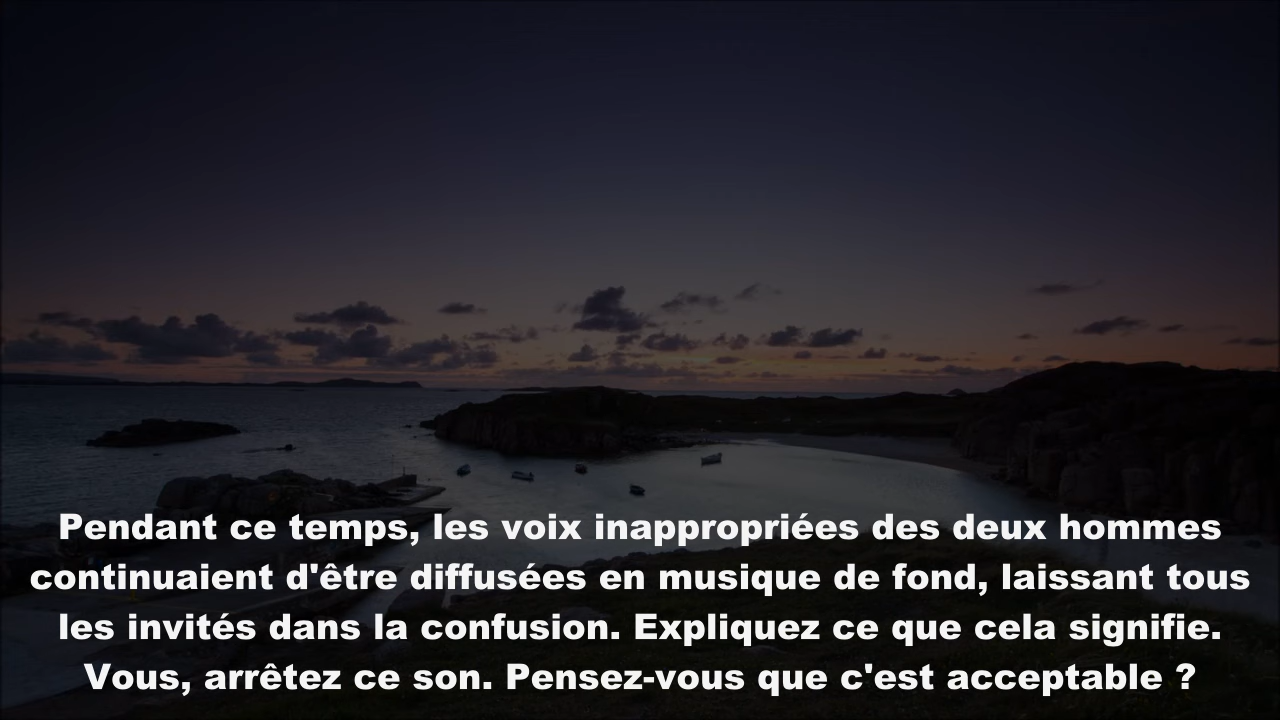 Pendant ce temps, les voix inappropriées des deux hommes
continuaient d'être diffusées en musique de fond, laissant tous
les invités dans la confusion. Expliquez ce que cela signifie.
Vous, arrêtez ce son. Pensez-vous que c'est acceptable ?